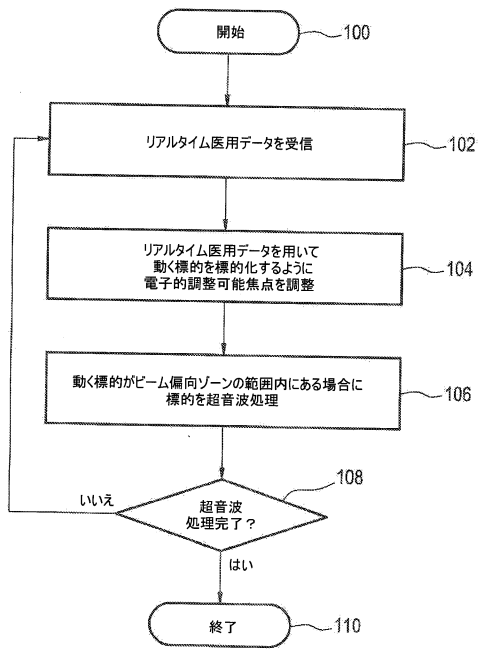 開始
100
リアルタイム医用データを受信
102
リアルタイム医用データを用いて
動く標的を標的化するように
電子的調整可能焦点を調整
104
動く標的がビーム偏向ゾーンの範囲内にある場合に
標的を超音波処理
106
108
いいえ
超音波
処理完了？
はい
終了
110